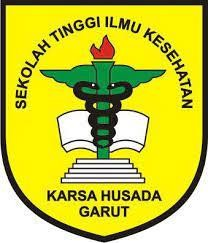 SEKOLAH TINGGI ILMU KESEHATAN
KARSA HUSADA
GARUT